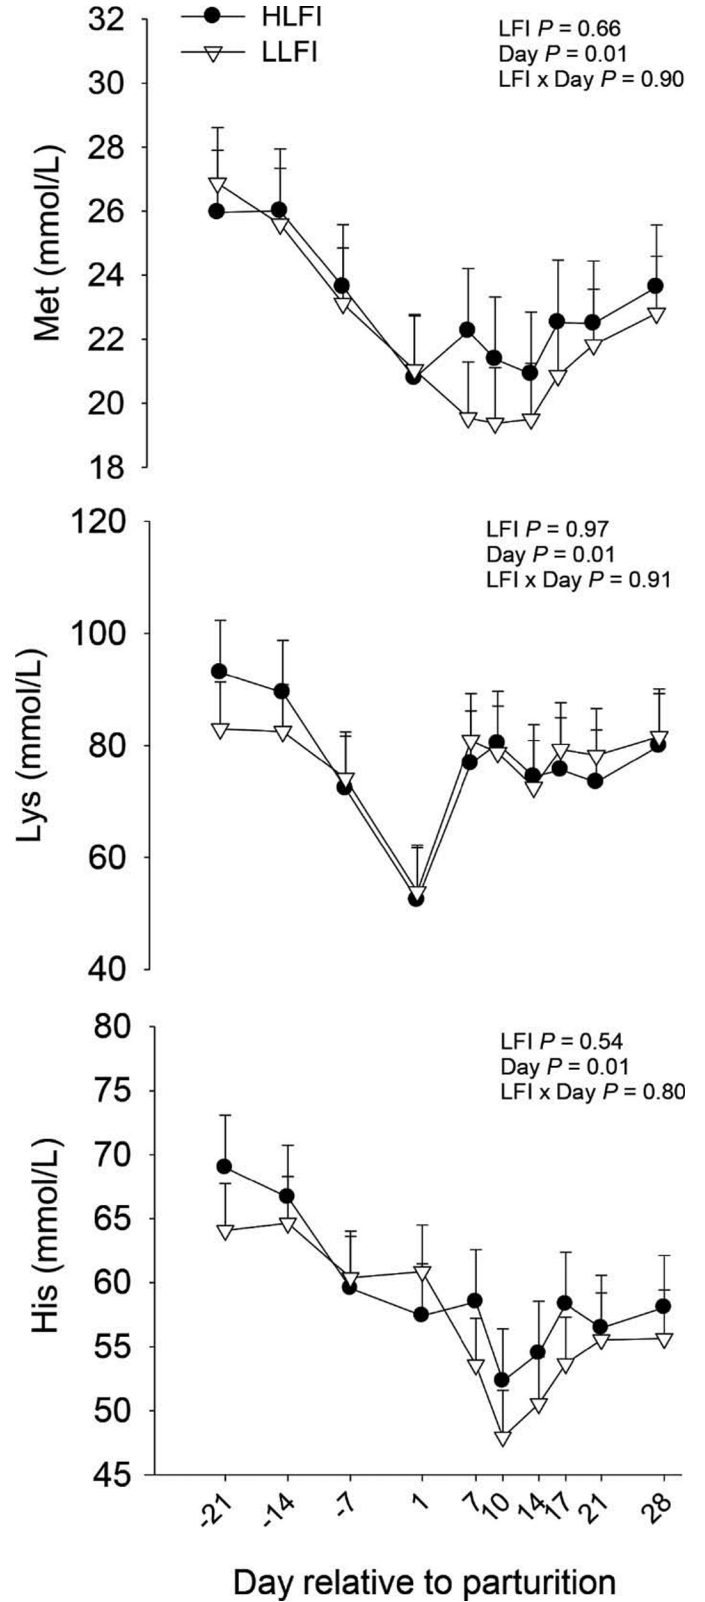 HLFI
LLFI
LFI P = 0.66
Day P = 0.01
LFI x Day P = 0.90
32
30
28
26
24
22
20
18
Met (mmol/L)
LFI P = 0.97
Day P = 0.01
LFI x Day P = 0.91
120
100
80
60
40
Lys (mmol/L)
LFI P = 0.54
Day P = 0.01
LFI x Day P = 0.80
80
75
70
65
60
55
50
45
His (mmol/L)
-21 -14 -7 1 7 10 14 17 21 28
Day relative to parturition